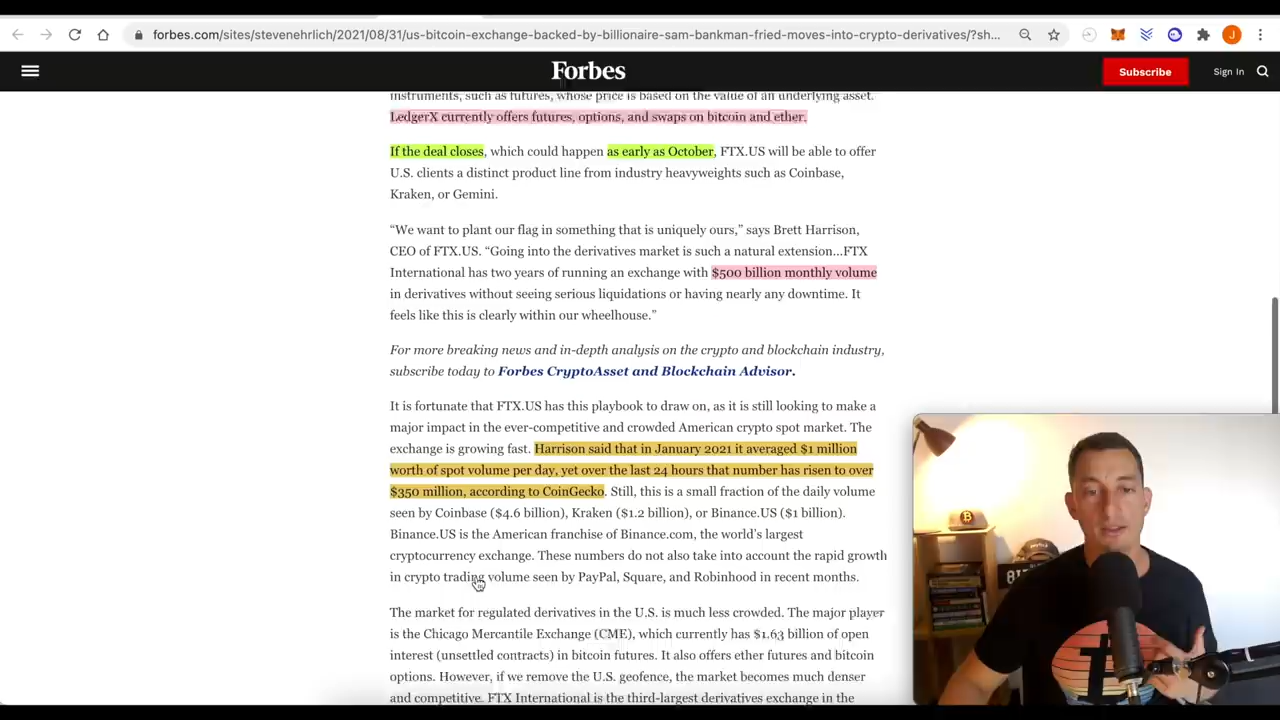 forbes.com/sites/stevenehrlich/2021/08/31/us-bitcoin-exchange-backed-by-billionaire-sam-bankman-fried-moves-into-crypto-derivatives/?sh...
J
Forbes
Subscribe
Sign In
instruments, such as futures, whose price is based on the value of an underlying asset.
LedgerX currently offers futures, options, and swaps on bitcoin and ether.
If the deal closes, which could happen as early as October, FTX.US will be able to offer
U.S. clients a distinct product line from industry heavyweights such as Coinbase,
Kraken, or Gemini.
“We want to plant our flag in something that is uniquely ours,” says Brett Harrison,
CEO of FTX.US. “Going into the derivatives market is such a natural extension...FTX
International has two years of running an exchange with $500 billion monthly volume
in derivatives without seeing serious liquidations or having nearly any downtime. It
feels like this is clearly within our wheelhouse.”
For more breaking news and in-depth analysis on the crypto and blockchain industry,
subscribe today to Forbes CryptoAsset and Blockchain Advisor.
It is fortunate that FTX.US has this playbook to draw on, as it is still looking to make a
major impact in the ever-competitive and crowded American crypto spot market. The
exchange is growing fast. Harrison said that in January 2021 it averaged $1 million
worth of spot volume per day, yet over the last 24 hours that number has risen to over
$350 million, according to CoinGecko. Still, this is a small fraction of the daily volume
seen by Coinbase ($4.6 billion), Kraken ($1.2 billion), or Binance.US ($1 billion).
Binance.US is the American franchise of Binance.com, the world’s largest
cryptocurrency exchange. These numbers do not also take into account the rapid growth
in crypto trading volume seen by PayPal, Square, and Robinhood in recent months.
The market for regulated derivatives in the U.S. is much less crowded. The major player
is the Chicago Mercantile Exchange (CME), which currently has $1.63 billion of open
interest (unsettled contracts) in bitcoin futures. It also offers ether futures and bitcoin
options. However, if we remove the U.S. geofence, the market becomes much denser
and competitive. FTX International is the third-largest derivatives exchange in the